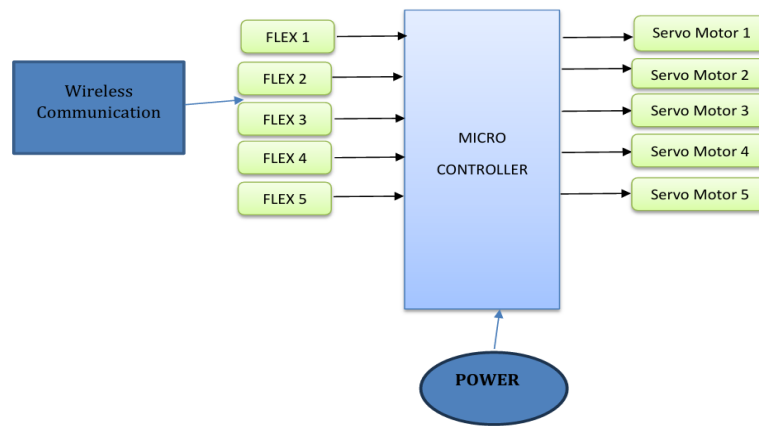 FLEX 1
FLEX 2
FLEX 3
FLEX 4
FLEX 5
Wireless
Communication
MICRO
CONTROLLER
Servo Motor 1
Servo Motor 2
Servo Motor 3
Servo Motor 4
Servo Motor 5
POWER